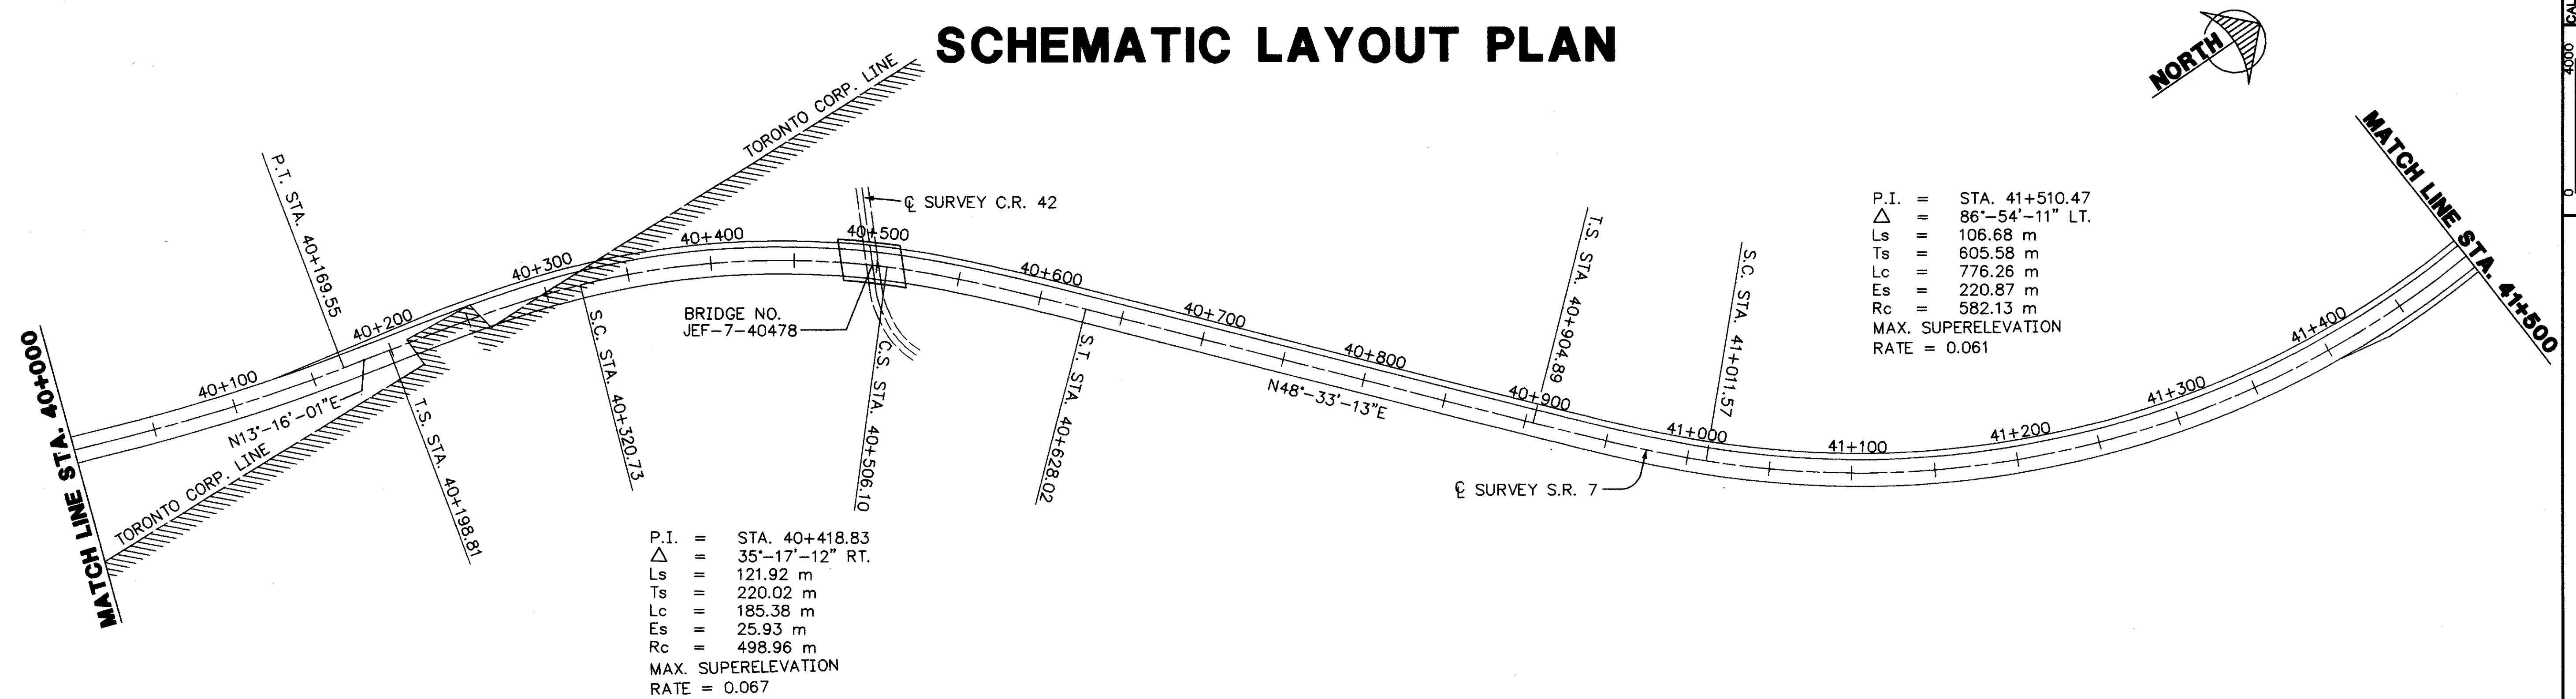 SCHEMATIC LAYOUT PLAN
NORTH
TORONTO CORP. LINE
MATCH LINE STA. 40+000
P.T. STA. 40+169.55
40+100
40+200
40+300
40+400
40+500
40+600
40+700
40+800
40+900
41+000
41+100
41+200
41+300
41+400
℄ SURVEY C.R. 42
BRIDGE NO.
JEF-7-40478
N13°-16'-01"E
TORONTO CORP. LINE
T.S. STA. 40+198.81
S.C. STA. 40+320.73
C.S. STA. 40+506.10
S.T. STA. 40+628.02
N48°-33'-13"E
T.S. STA. 40+904.89
S.C. STA. 41+011.57
℄ SURVEY S.R. 7
MATCH LINE STA. 41+500
P.I. = STA. 40+418.83
Δ = 35°-17'-12" RT.
Ls = 121.92 m
Ts = 220.02 m
Lc = 185.38 m
Es = 25.93 m
Rc = 498.96 m
MAX. SUPERELEVATION
RATE = 0.067
P.I. = STA. 41+510.47
Δ = 86°-54'-11" LT.
Ls = 106.68 m
Ts = 605.58 m
Lc = 776.26 m
Es = 220.87 m
Rc = 582.13 m
MAX. SUPERELEVATION
RATE = 0.061
4000
0